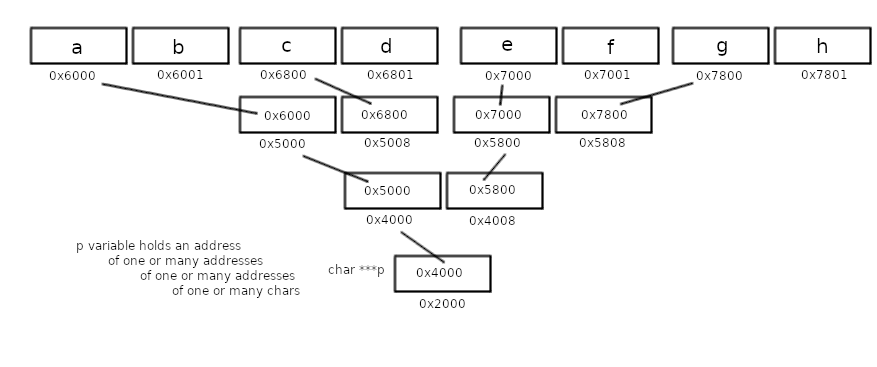 a b c d e f g h
0x6000 0x6001 0x6800 0x6801 0x7000 0x7001 0x7800 0x7801
0x6000 0x6800 0x7000 0x7800
0x5000 0x5008 0x5800 0x5808
0x5000 0x5800
0x4000 0x4008
p variable holds an address
of one or many addresses
of one or many addresses
of one or many chars
char ***p 0x4000
0x2000